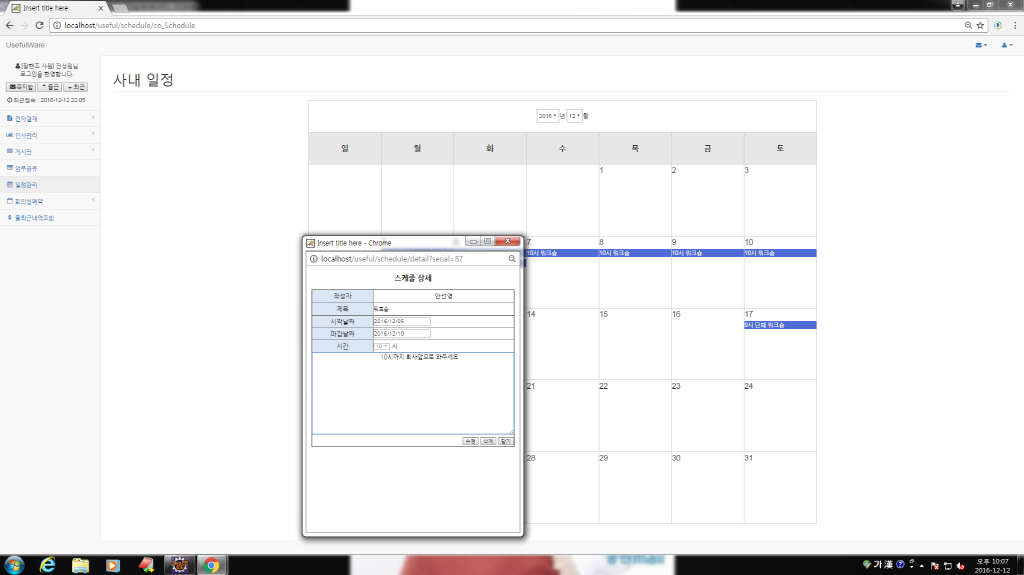 Insert title here
localhost/useful/schedule/co_Schedule
UsefulWare
로그인을 환영합니다.
쪽지함 출근 퇴근
최근접속 : 2016-12-12 22:05
전자결재
인사관리
게시판
업무공유
일정관리
회의실예약
출퇴근내역조회
사내 일정
2016 년 12 월
일 월 화 수 목 금 토
1 2 3
7 8 9 10
10시 워크숍 10시 워크숍 10시 워크숍 10시 워크숍
14 15 16 17
9시 단체 워크숍
21 22 23 24
28 29 30 31
Insert title here - Chrome
localhost/useful/schedule/detail?serial=87
스케줄 상세
작성자 안선영
제목 워크숍
시작날짜 2016/12/05
마감날짜 2016/12/10
시간 10 시
10시까지 회사앞으로 와주세요
수정 삭제 닫기
가 漢
오후 10:07
2016-12-12